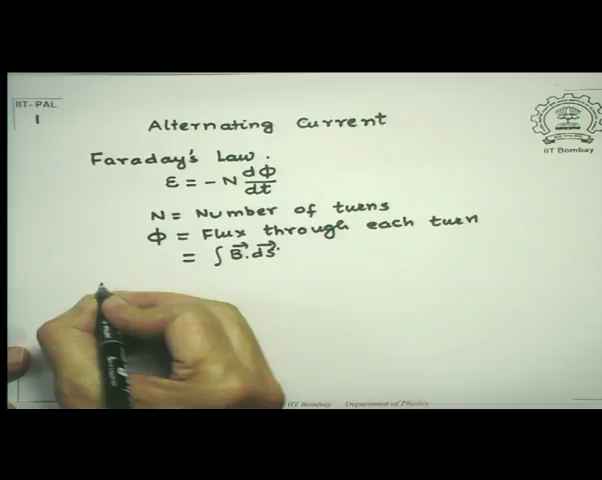 IIT-PAL
1
IIT Bombay
Alternating Current
Faraday's Law.
ε = -N dΦ/dt
N = Number of turns
Φ = Flux through each turn
= ∫ B⃗.dS⃗
IIT Bombay Department of Physics